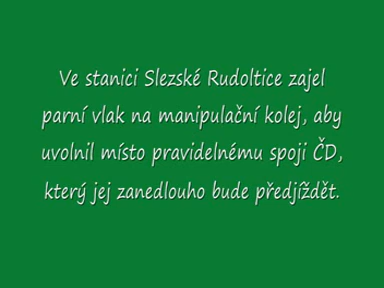 Ve stanici Slezské Rudoltice zajel
parní vlak na manipulační kolej, aby
uvolnil místo pravidelnému spoji ČD,
který jej zanedlouho bude předjíždět.